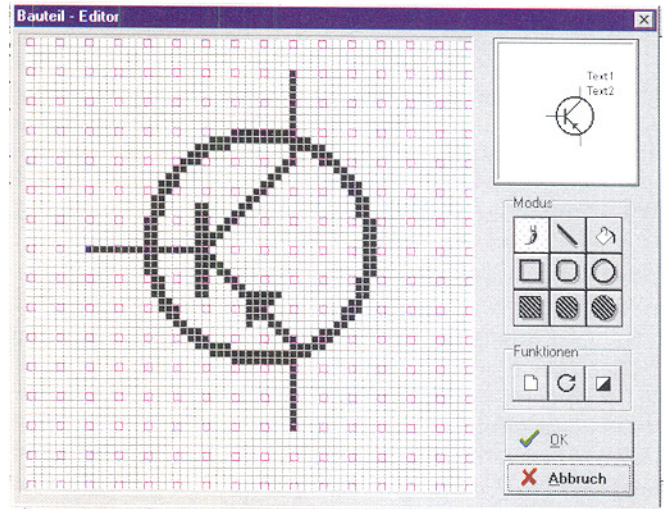 Bauteil - Editor
Text1
Text2
Modus
Funktionen
OK
Abbruch